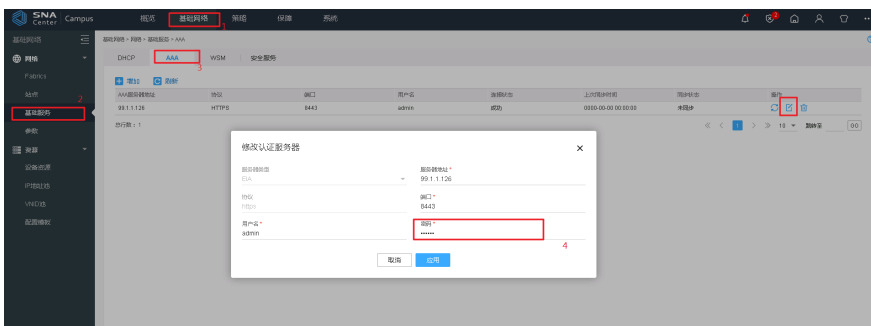 SNA Center Campus 概览 基础网络 策略 保障 系统
1
基础网络 基础网络 > 网络 > 基础服务 > AAA
网络 DHCP AAA WSM 安全服务
3
Fabrics 增加 刷新
站点 AAA服务器地址 协议 端口 用户名 连接状态 上次同步时间 同步状态 操作
2
基础服务 99.1.1.126 HTTPS 8443 admin 成功 0000-00-00 00:00:00 未同步
参数 总行数：1 1 10 跳转至 GO
资源
设备资源
IP地址池
VNID池
配置模板
修改认证服务器
服务器类型 服务器地址 *
EIA 99.1.1.126
协议 端口 *
https 8443
用户名 * 密码 *
admin ••••••
4
取消 应用